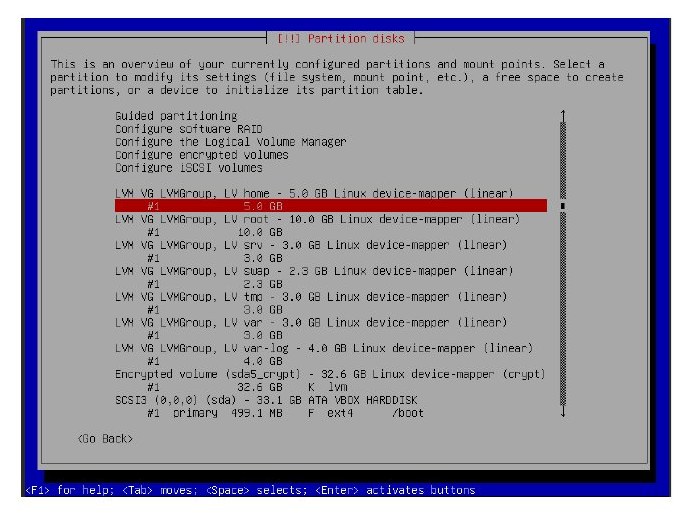 [!!] Partition disks
This is an overview of your currently configured partitions and mount points. Select a
partition to modify its settings (file system, mount point, etc.), a free space to create
partitions, or a device to initialize its partition table.
Guided partitioning
Configure software RAID
Configure the Logical Volume Manager
Configure encrypted volumes
Configure iSCSI volumes
LVM VG LVMGroup, LV home - 5.0 GB Linux device-mapper (linear)
#1 5.0 GB
LVM VG LVMGroup, LV root - 10.0 GB Linux device-mapper (linear)
#1 10.0 GB
LVM VG LVMGroup, LV srv - 3.0 GB Linux device-mapper (linear)
#1 3.0 GB
LVM VG LVMGroup, LV swap - 2.3 GB Linux device-mapper (linear)
#1 2.3 GB
LVM VG LVMGroup, LV tmp - 3.0 GB Linux device-mapper (linear)
#1 3.0 GB
LVM VG LVMGroup, LV var - 3.0 GB Linux device-mapper (linear)
#1 3.0 GB
LVM VG LVMGroup, LV var-log - 4.0 GB Linux device-mapper (linear)
#1 4.0 GB
Encrypted volume (sda5_crypt) - 32.6 GB Linux device-mapper (crypt)
#1 32.6 GB K lvm
SCSI3 (0,0,0) (sda) - 33.1 GB ATA VBOX HARDDISK
#1 primary 499.1 MB F ext4 /boot
<Go Back>
<F1> for help; <Tab> moves; <Space> selects; <Enter> activates buttons